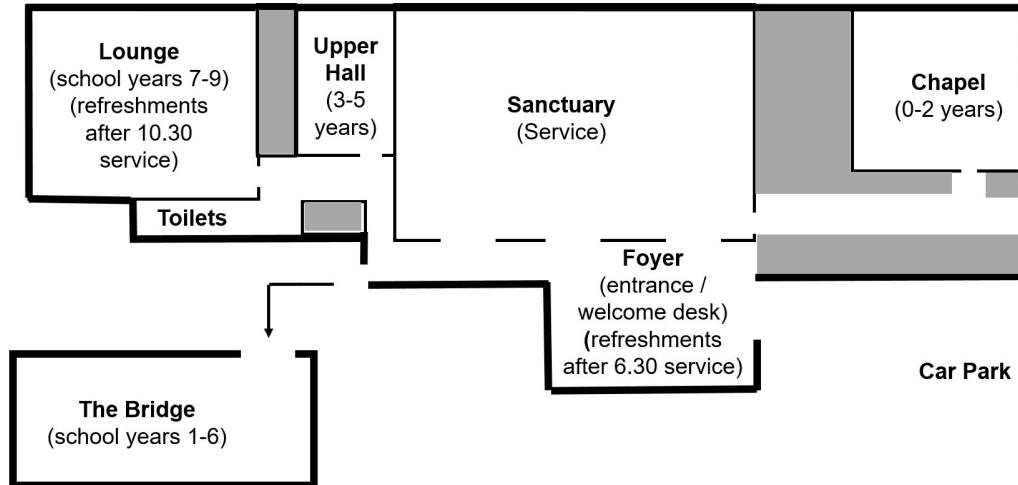 Lounge
(school years 7-9)
(refreshments
after 10.30
service)
Upper
Hall
(3-5
years)
Sanctuary
(Service)
Chapel
(0-2 years)
Toilets
Foyer
(entrance /
welcome desk)
(refreshments
after 6.30 service)
Car Park
The Bridge
(school years 1-6)